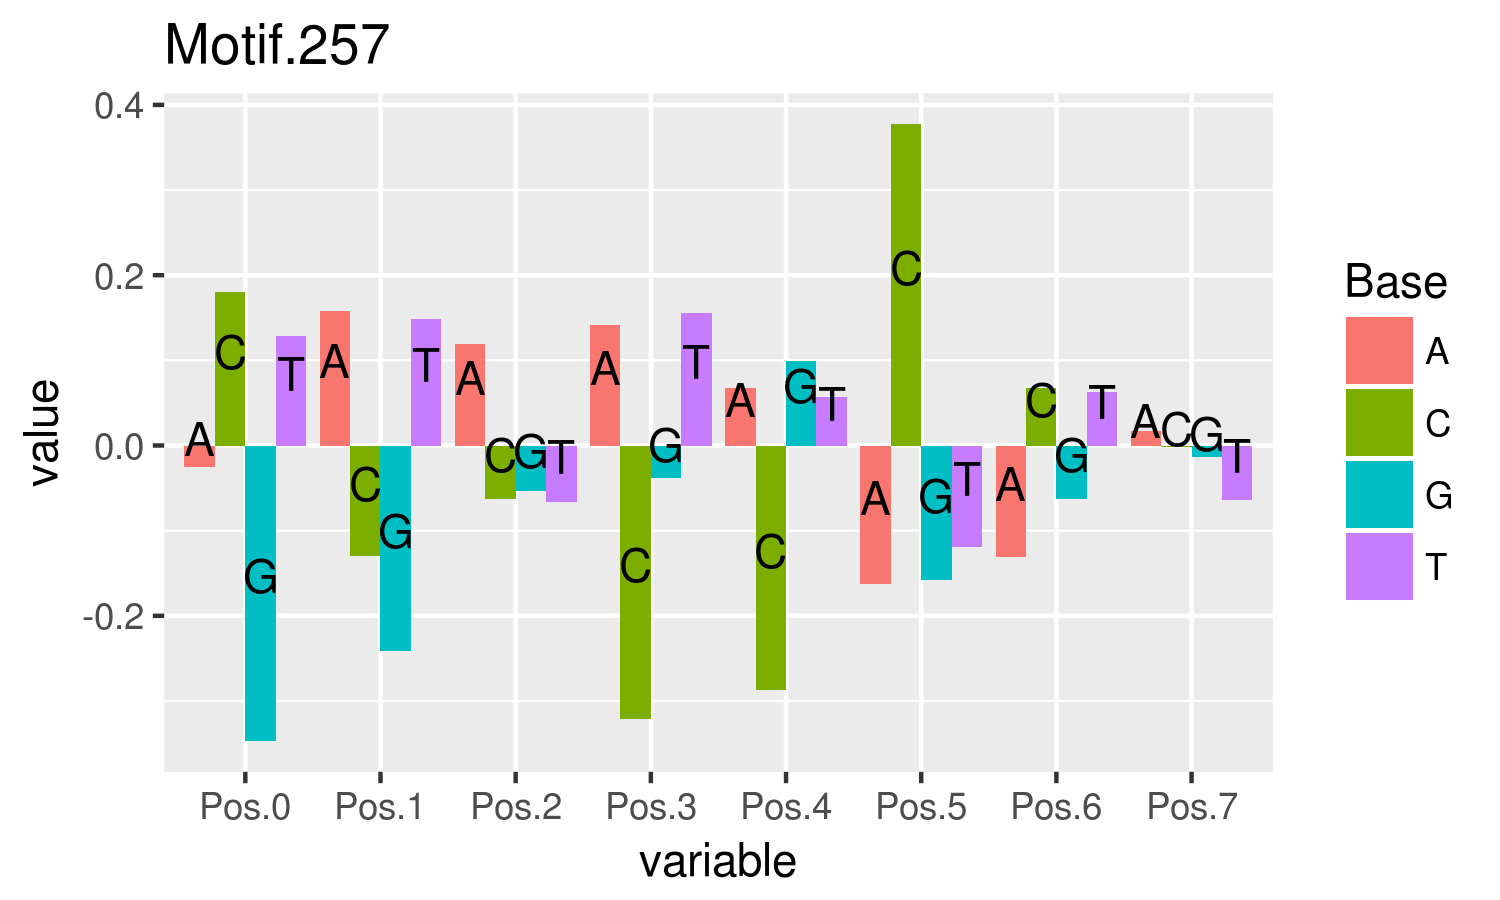 Motif.257
value
0.4
0.2
0.0
-0.2
A C G T
A C G T
A C G T
A C G T
A C G T
A C G T
A C G T
A C G T
Pos.0 Pos.1 Pos.2 Pos.3 Pos.4 Pos.5 Pos.6 Pos.7
variable
Base
A
C
G
T